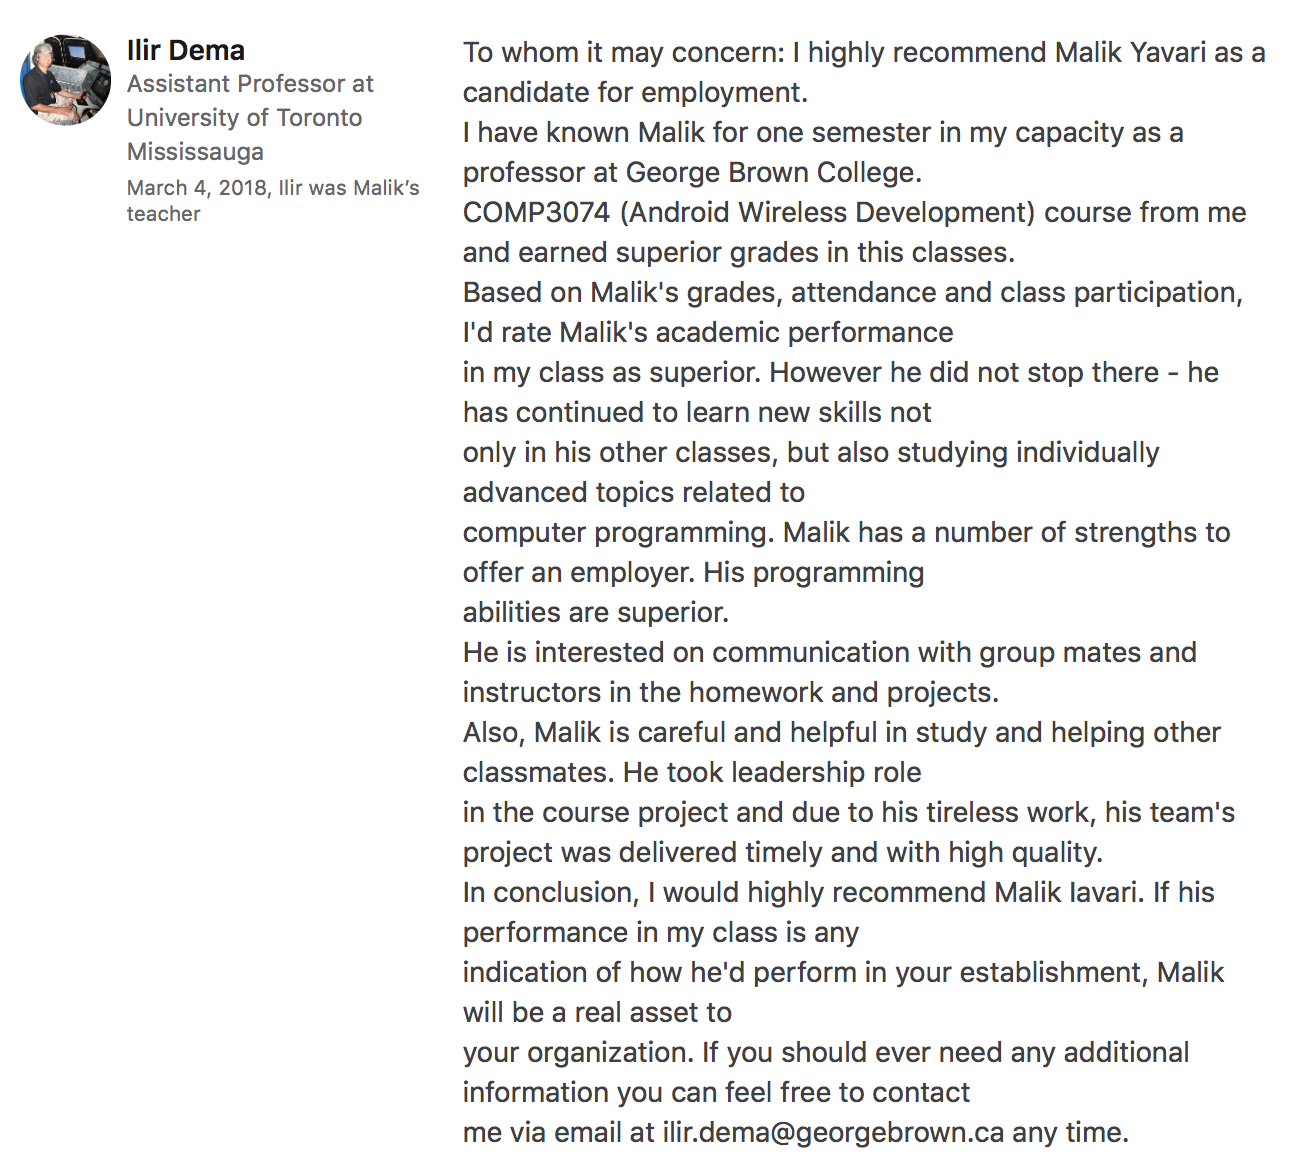 Ilir Dema
Assistant Professor at
University of Toronto
Mississauga
March 4, 2018, Ilir was Malik’s
teacher
To whom it may concern: I highly recommend Malik Yavari as a
candidate for employment.
I have known Malik for one semester in my capacity as a
professor at George Brown College.
COMP3074 (Android Wireless Development) course from me
and earned superior grades in this classes.
Based on Malik's grades, attendance and class participation,
I'd rate Malik's academic performance
in my class as superior. However he did not stop there - he
has continued to learn new skills not
only in his other classes, but also studying individually
advanced topics related to
computer programming. Malik has a number of strengths to
offer an employer. His programming
abilities are superior.
He is interested on communication with group mates and
instructors in the homework and projects.
Also, Malik is careful and helpful in study and helping other
classmates. He took leadership role
in the course project and due to his tireless work, his team's
project was delivered timely and with high quality.
In conclusion, I would highly recommend Malik Iavari. If his
performance in my class is any
indication of how he'd perform in your establishment, Malik
will be a real asset to
your organization. If you should ever need any additional
information you can feel free to contact
me via email at ilir.dema@georgebrown.ca any time.